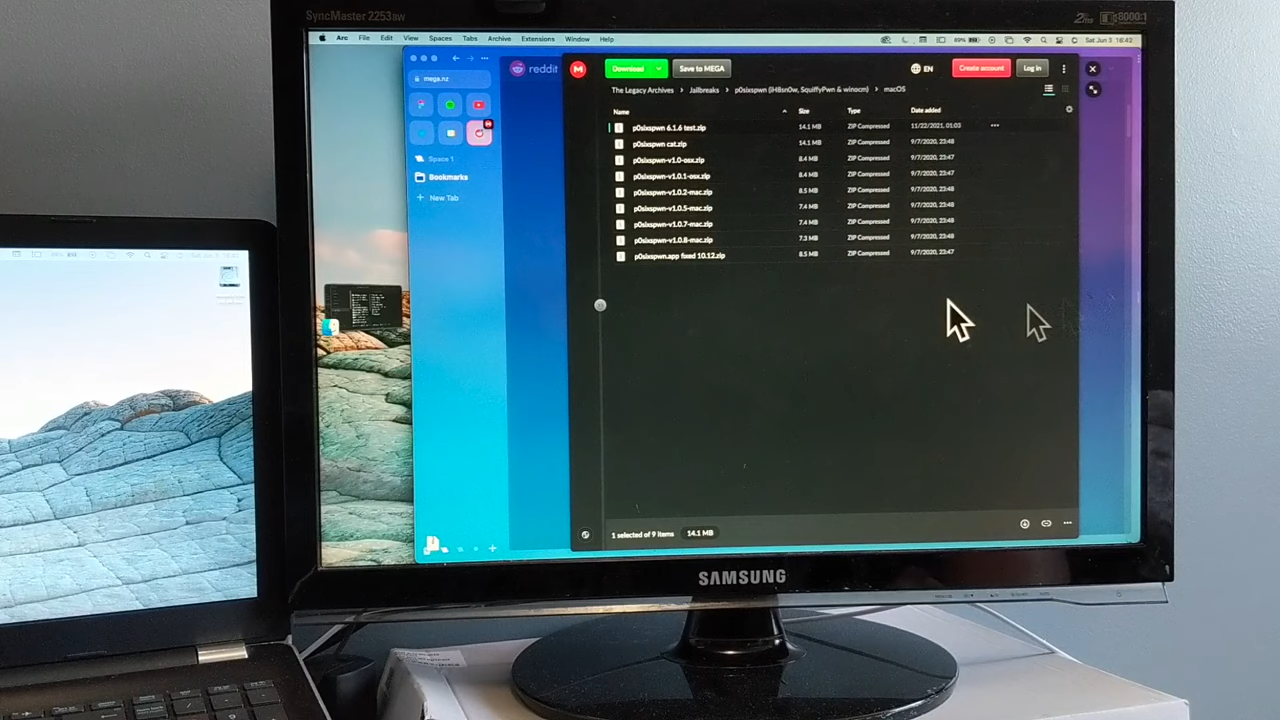 SyncMaster 2253BW
2ms 8000:1
Arc File Edit View Spaces Tabs Archive Extensions Window Help
89% Sat Jun 3 16:42
mega.nz
reddit
Download Save to MEGA EN Create account Log in
The Legacy Archives > Jailbreaks > p0sixspwn (iH8sn0w, SquiffyPwn & winocm) > macOS
Name Size Type Date added
p0sixspwn 6.1.6 test.zip 14.1 MB ZIP Compressed 11/22/2021, 01:03
p0sixspwn cat.zip 14.1 MB ZIP Compressed 9/7/2020, 23:48
p0sixspwn-v1.0-osx.zip 8.4 MB ZIP Compressed 9/7/2020, 23:47
p0sixspwn-v1.0.1-osx.zip 8.4 MB ZIP Compressed 9/7/2020, 23:47
p0sixspwn-v1.0.2-mac.zip 8.5 MB ZIP Compressed 9/7/2020, 23:48
p0sixspwn-v1.0.5-mac.zip 7.4 MB ZIP Compressed 9/7/2020, 23:48
p0sixspwn-v1.0.7-mac.zip 7.4 MB ZIP Compressed 9/7/2020, 23:48
p0sixspwn-v1.0.8-mac.zip 7.3 MB ZIP Compressed 9/7/2020, 23:48
p0sixspwn.app fixed 10.12.zip 8.5 MB ZIP Compressed 9/7/2020, 23:47
Space 1
Bookmarks
New Tab
1 selected of 9 items 14.1 MB
SAMSUNG